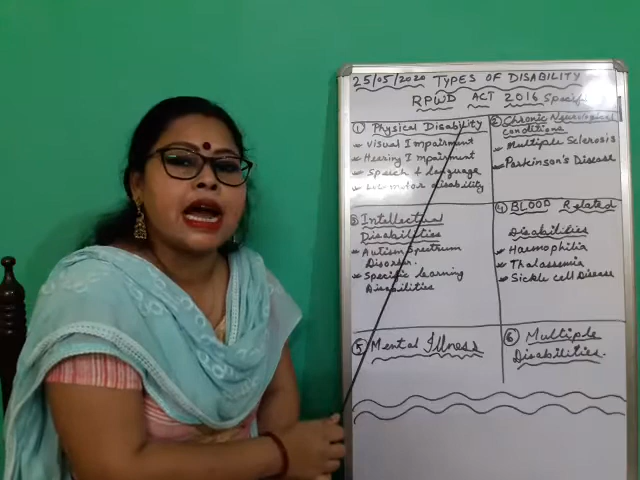 25/05/2020 TYPES OF DISABILITY
RPWD ACT 2016
① Physical Disability
Visual Impairment
Hearing Impairment
Speech & language
disability
② Chronic Neurological
conditions
Multiple Sclerosis
Parkinson's Disease
③ Intellectual
Disabilities
Autism Spectrum
Disorder.
Specific learning
Disabilities
④ BLOOD Related
Disabilities
Haemophilia
Thalassemia
Sickle Cell Disease
⑤ Mental Illness
⑥ Multiple
Disabilities.